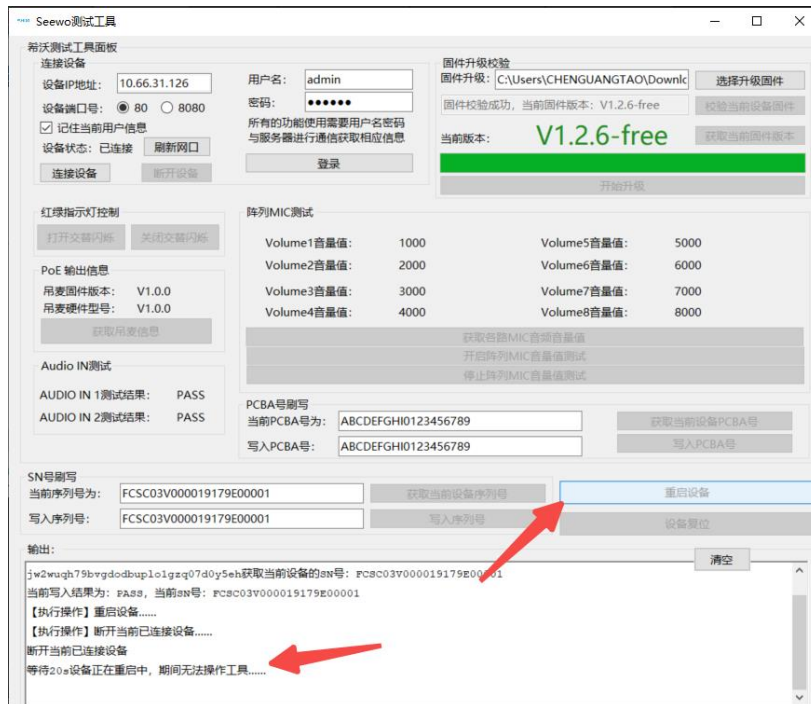 Seewo测试工具
希沃测试工具面板
连接设备
设备IP地址: 10.66.31.126
用户名: admin
设备端口号: 80 8080
密码: ●●●●●●
记住当前用户信息
所有的功能使用需要用户名密码
与服务器进行通信获取相应信息
设备状态: 已连接 刷新网口
登录
连接设备 断开设备
固件升级校验
固件升级: C:\Users\CHENGUANGTAO\Downlc 选择升级固件
固件校验成功，当前固件版本: V1.2.6-free 校验当前设备固件
当前版本: V1.2.6-free 获取当前固件版本
开始升级
红绿指示灯控制
打开交替闪烁 关闭交替闪烁
PoE 输出信息
吊麦固件版本: V1.0.0
吊麦硬件型号: V1.0.0
获取吊麦信息
Audio IN测试
AUDIO IN 1测试结果: PASS
AUDIO IN 2测试结果: PASS
阵列MIC测试
Volume1音量值: 1000 Volume5音量值: 5000
Volume2音量值: 2000 Volume6音量值: 6000
Volume3音量值: 3000 Volume7音量值: 7000
Volume4音量值: 4000 Volume8音量值: 8000
获取各路MIC音频音量值
开启阵列MIC音量值测试
停止阵列MIC音量值测试
PCBA号刷写
当前PCBA号为: ABCDEFGHI0123456789 获取当前设备PCBA号
写入PCBA号: ABCDEFGHI0123456789 写入PCBA号
SN号刷写
当前序列号为: FCSC03V000019179E00001 获取当前设备序列号 重启设备
写入序列号: FCSC03V000019179E00001 写入序列号 设备复位
输出: 清空
jw2wuqh79bvgdodbuplolgzq07d0y5eh获取当前设备的SN号: FCSC03V000019179E00001
当前写入结果为: PASS, 当前SN号: FCSC03V000019179E00001
【执行操作】重启设备......
【执行操作】断开当前已连接设备......
断开当前已连接设备
等待20s设备正在重启中，期间无法操作工具......